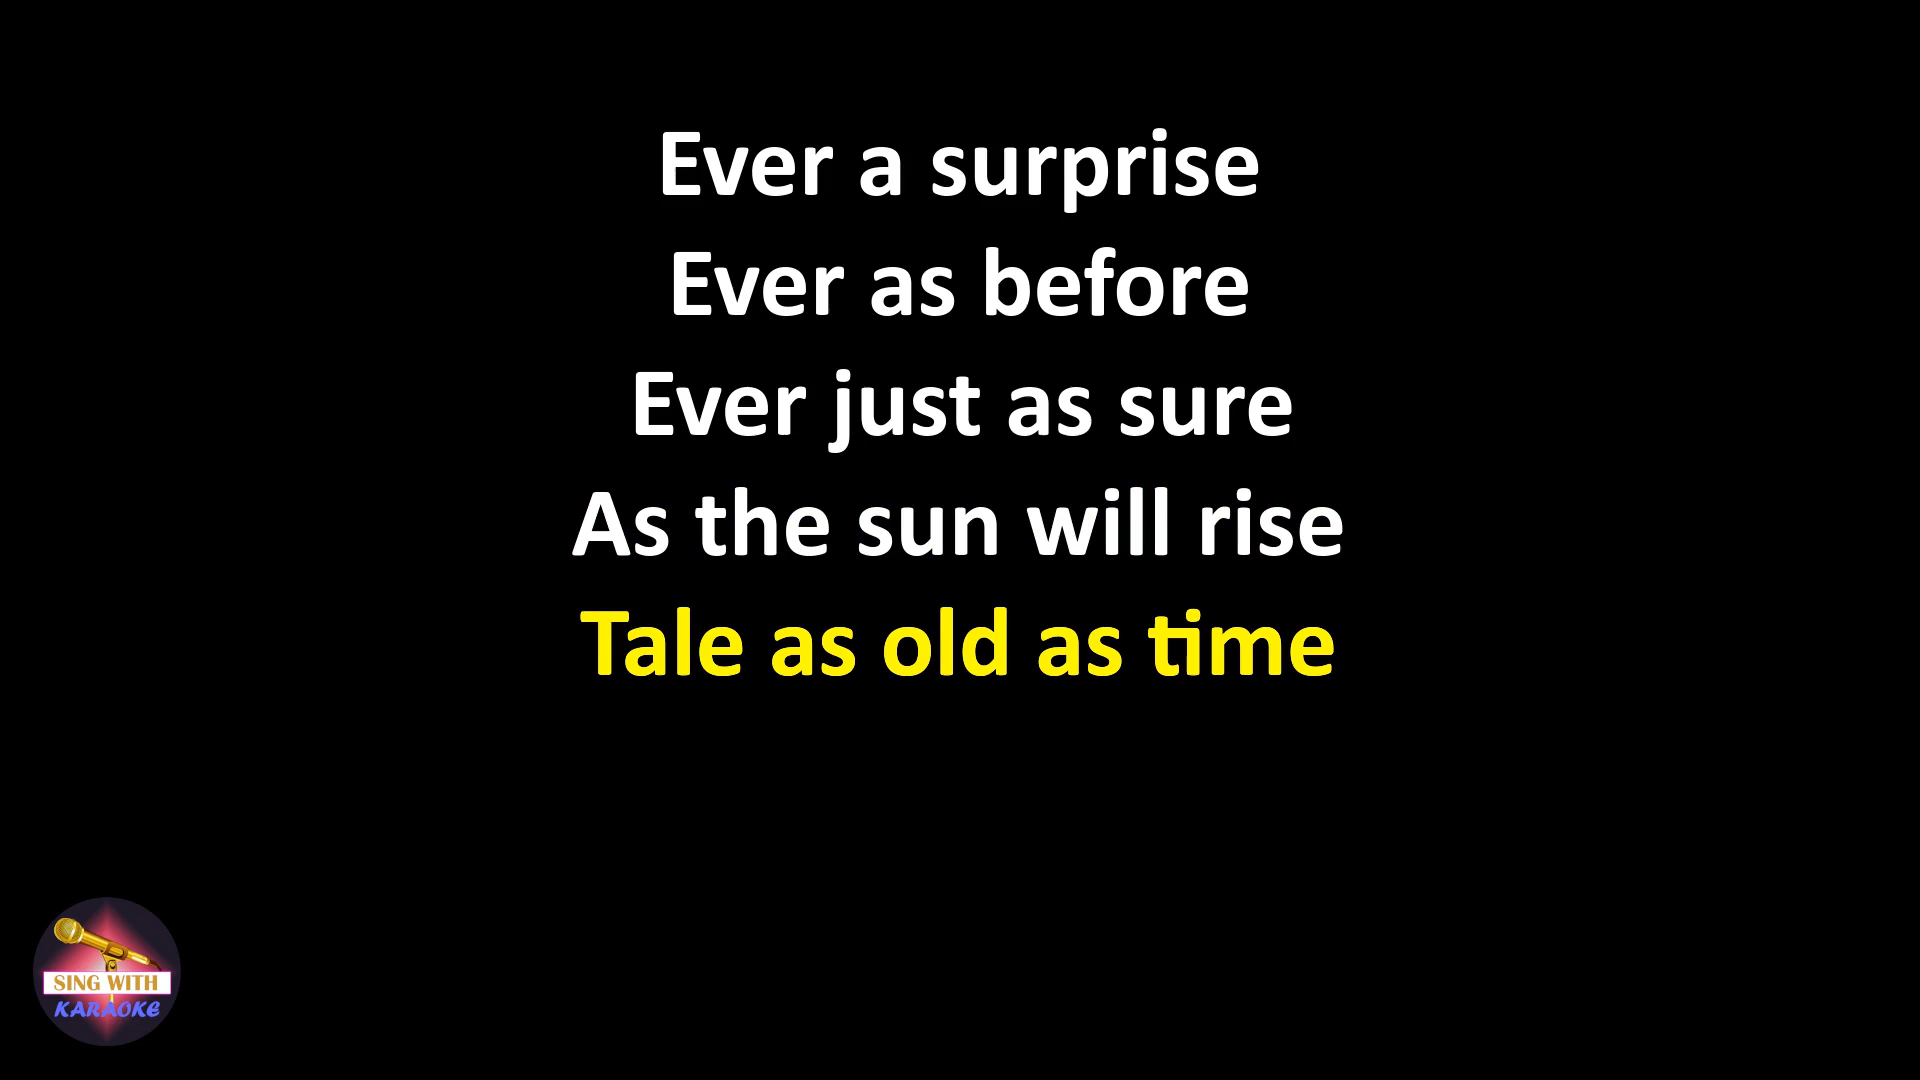 Ever a surprise
Ever as before
Ever just as sure
As the sun will rise
Tale as old as time
SING WITH
KARAOKE